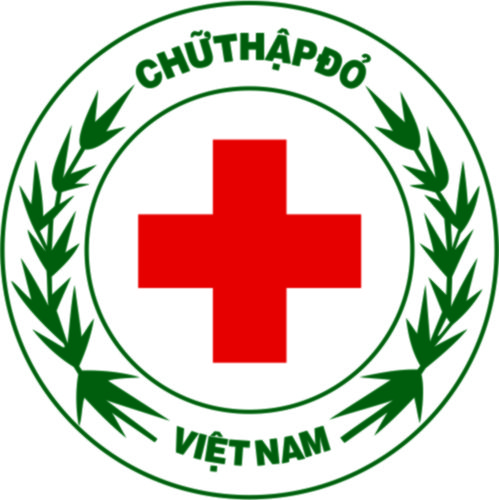 CHỮ THẬP ĐỎ
VIỆT NAM